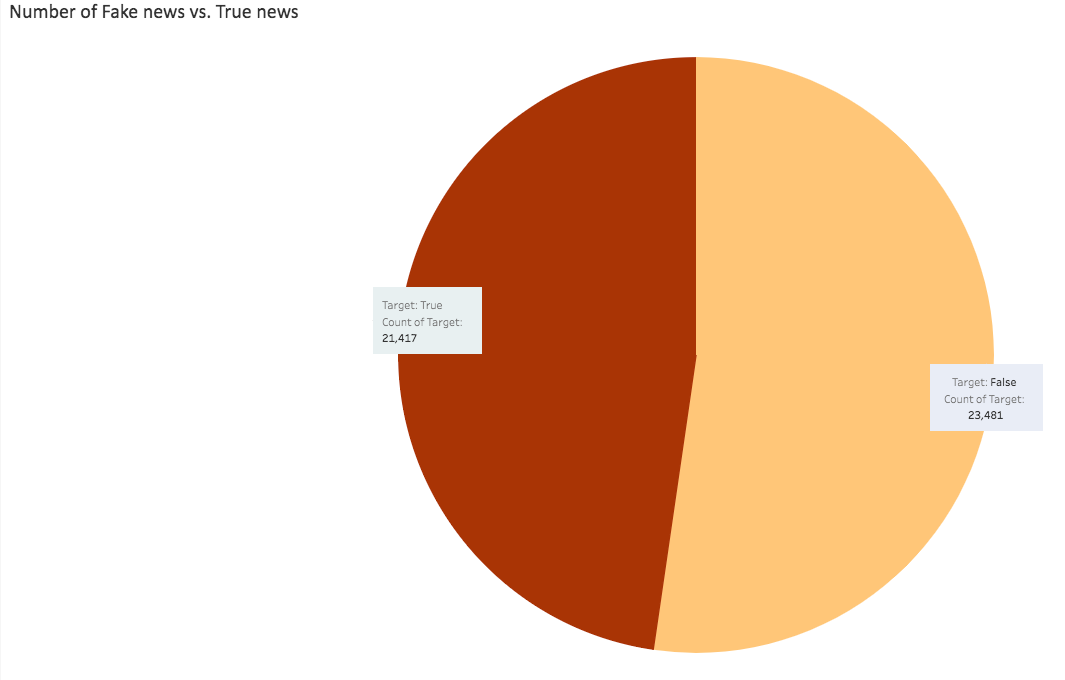 Number of Fake news vs. True news
Target: True
Count of Target:
21,417
Target: False
Count of Target:
23,481